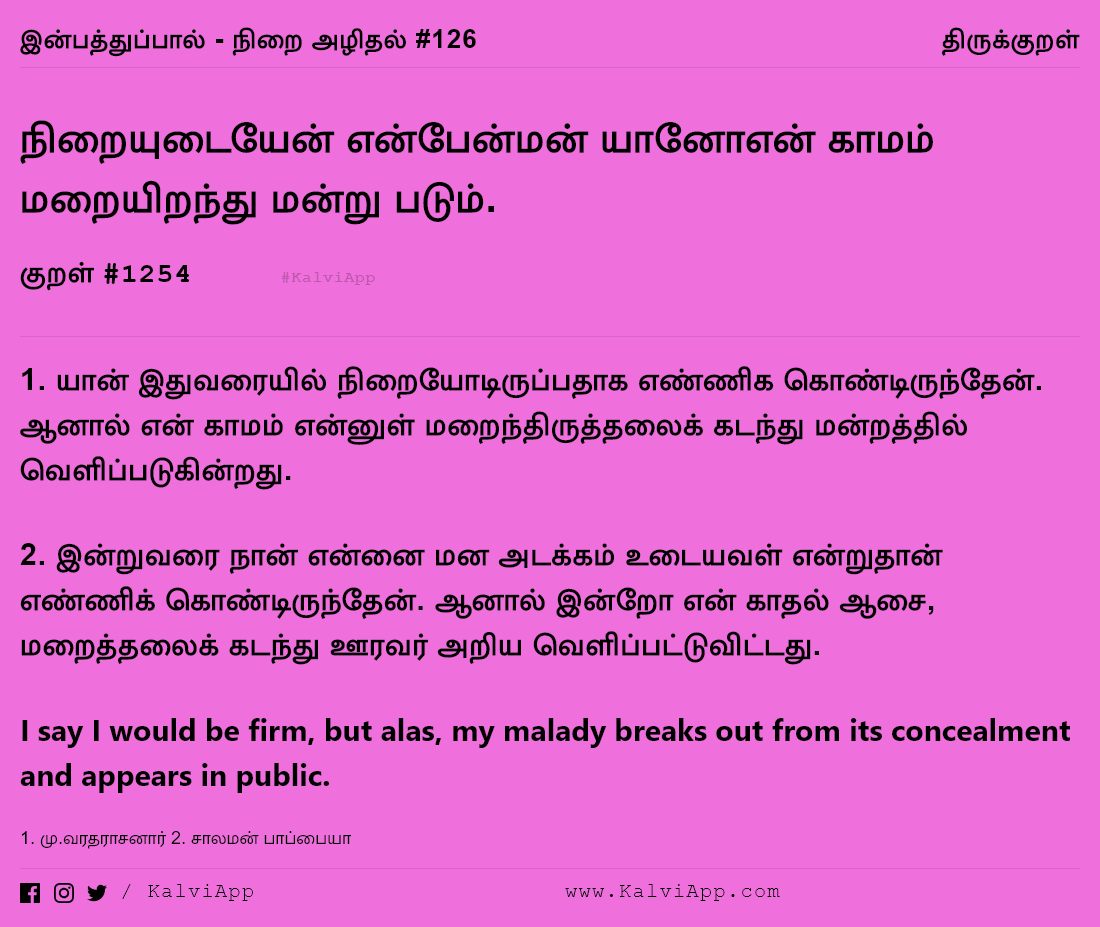 இன்பத்துப்பால் - நிறை அழிதல் #126 திருக்குறள்
நிறையுடையேன் என்பேன்மன் யானோஎன் காமம்
மறையிறந்து மன்று படும்.
குறள் #1254 #KalviApp
1. யான் இதுவரையில் நிறையோடிருப்பதாக எண்ணிக கொண்டிருந்தேன்.
ஆனால் என் காமம் என்னுள் மறைந்திருத்தலைக் கடந்து மன்றத்தில்
வெளிப்படுகின்றது.
2. இன்றுவரை நான் என்னை மன அடக்கம் உடையவள் என்றுதான்
எண்ணிக் கொண்டிருந்தேன். ஆனால் இன்றோ என் காதல் ஆசை,
மறைத்தலைக் கடந்து ஊரவர் அறிய வெளிப்பட்டுவிட்டது.
I say I would be firm, but alas, my malady breaks out from its concealment
and appears in public.
1. மு.வரதராசனார் 2. சாலமன் பாப்பையா
/ KalviApp www.KalviApp.com